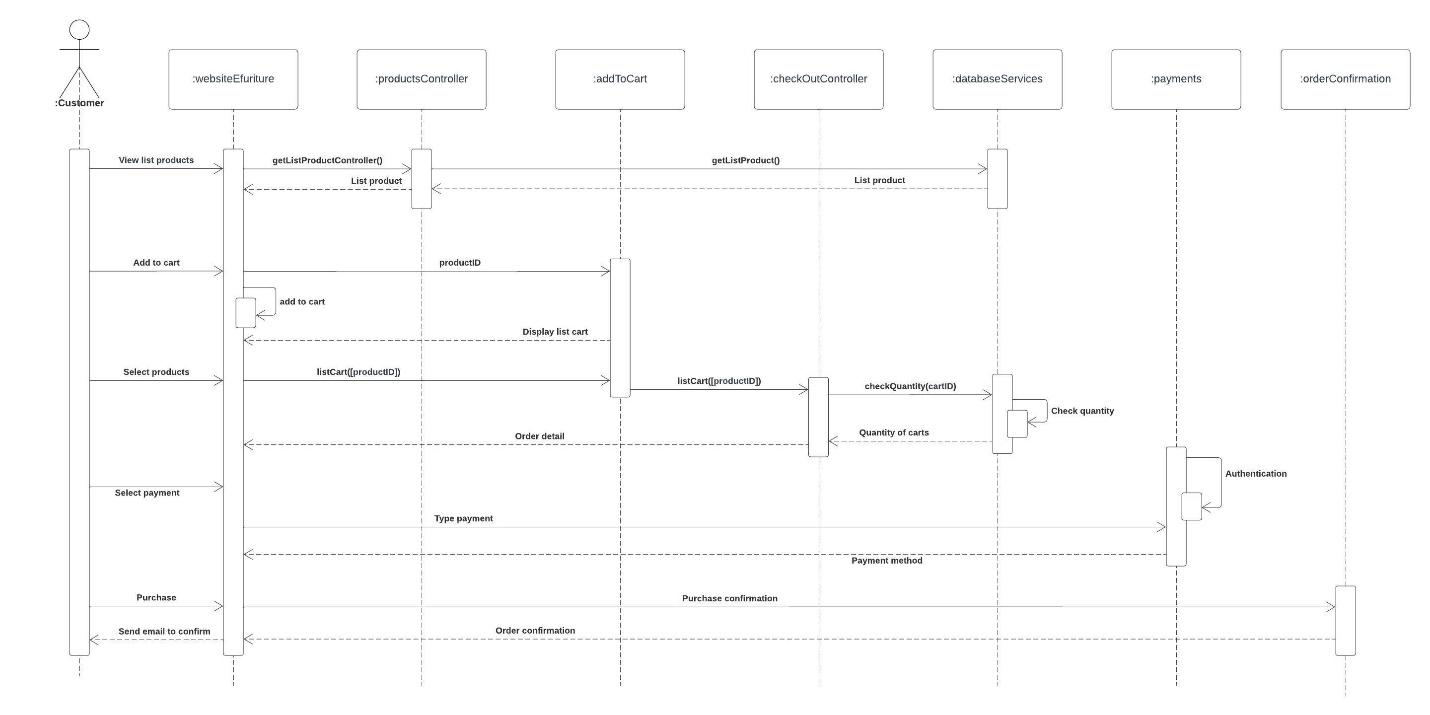 :Customer
:websiteEfuriture
:productsController
:addToCart
:checkOutController
:databaseServices
:payments
:orderConfirmation
View list products
getListProductController()
getListProduct()
List product
List product
Add to cart
productID
add to cart
Display list cart
Select products
listCart([productID])
listCart([productID])
checkQuantity(cartID)
Check quantity
Order detail
Quantity of carts
Authentication
Select payment
Type payment
Payment method
Purchase
Purchase confirmation
Send email to confirm
Order confirmation